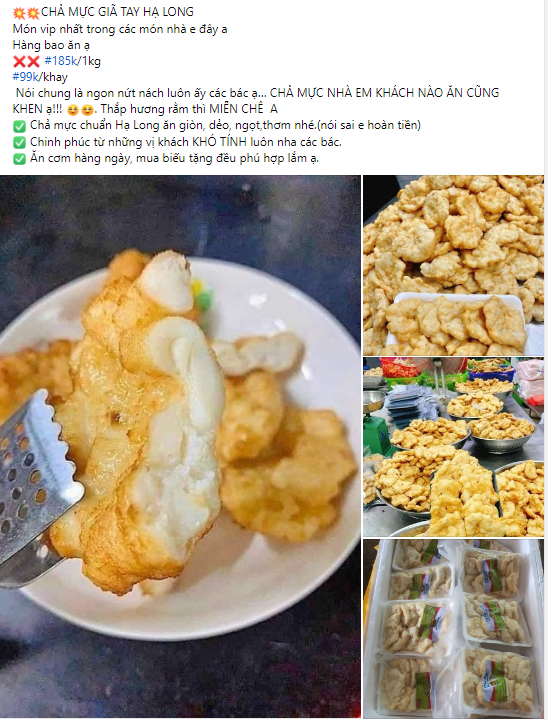 💥💥CHẢ MỰC GIÃ TAY HẠ LONG
Món vip nhất trong các món nhà e đây a
Hàng bao ăn ạ
❌❌ #185k/1kg
#99k/khay
Nói chung là ngon nứt nách luôn ấy các bác ạ... CHẢ MỰC NHÀ EM KHÁCH NÀO ĂN CŨNG
KHEN ạ!!! ☺️☺️. Thắp hương rằm thì MIỄN CHÊ A
✅ Chả mực chuẩn Hạ Long ăn giòn, dẻo, ngọt,thơm nhé.(nói sai e hoàn tiền)
✅ Chinh phúc từ những vị khách KHÓ TÍNH luôn nha các bác.
✅ Ăn cơm hàng ngày, mua biếu tặng đều phú hợp lắm ạ.